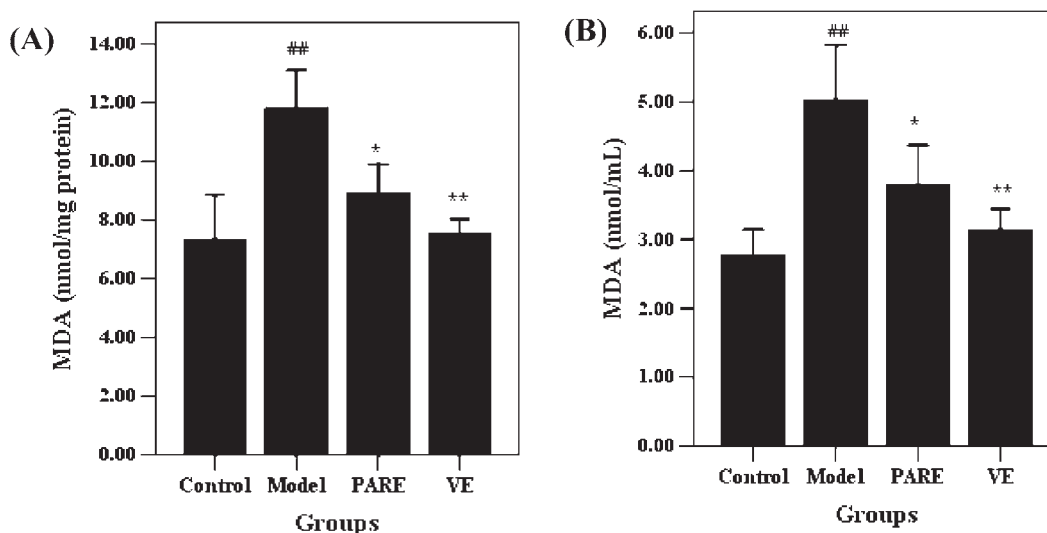 (A)
MDA (nmol/mg protein)
14.00
12.00
10.00
8.00
6.00
4.00
2.00
0.00
##
*
**
Control Model PARE VE
Groups
(B)
MDA (nmol/mL)
6.00
5.00
4.00
3.00
2.00
1.00
0.00
##
*
**
Control Model PARE VE
Groups